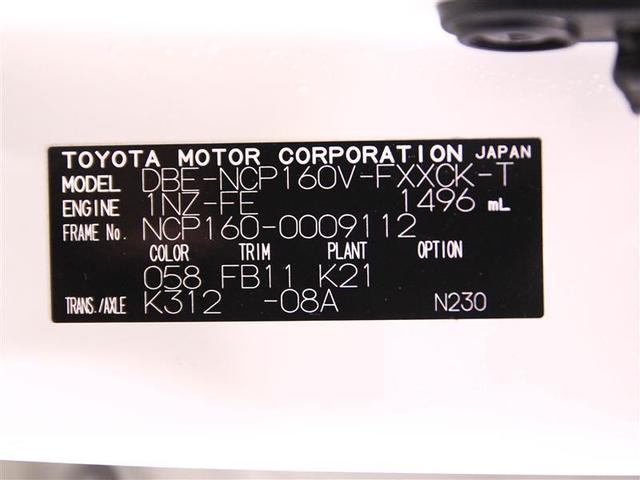 TOYOTA MOTOR CORPORATION JAPAN
MODEL DBE-NCP160V-FXXCK-T
ENGINE 1NZ-FE 1496 mL
FRAME No. NCP160-0009112
COLOR TRIM PLANT OPTION
058 FB11 K21
TRANS./AXLE K312 -08A N230